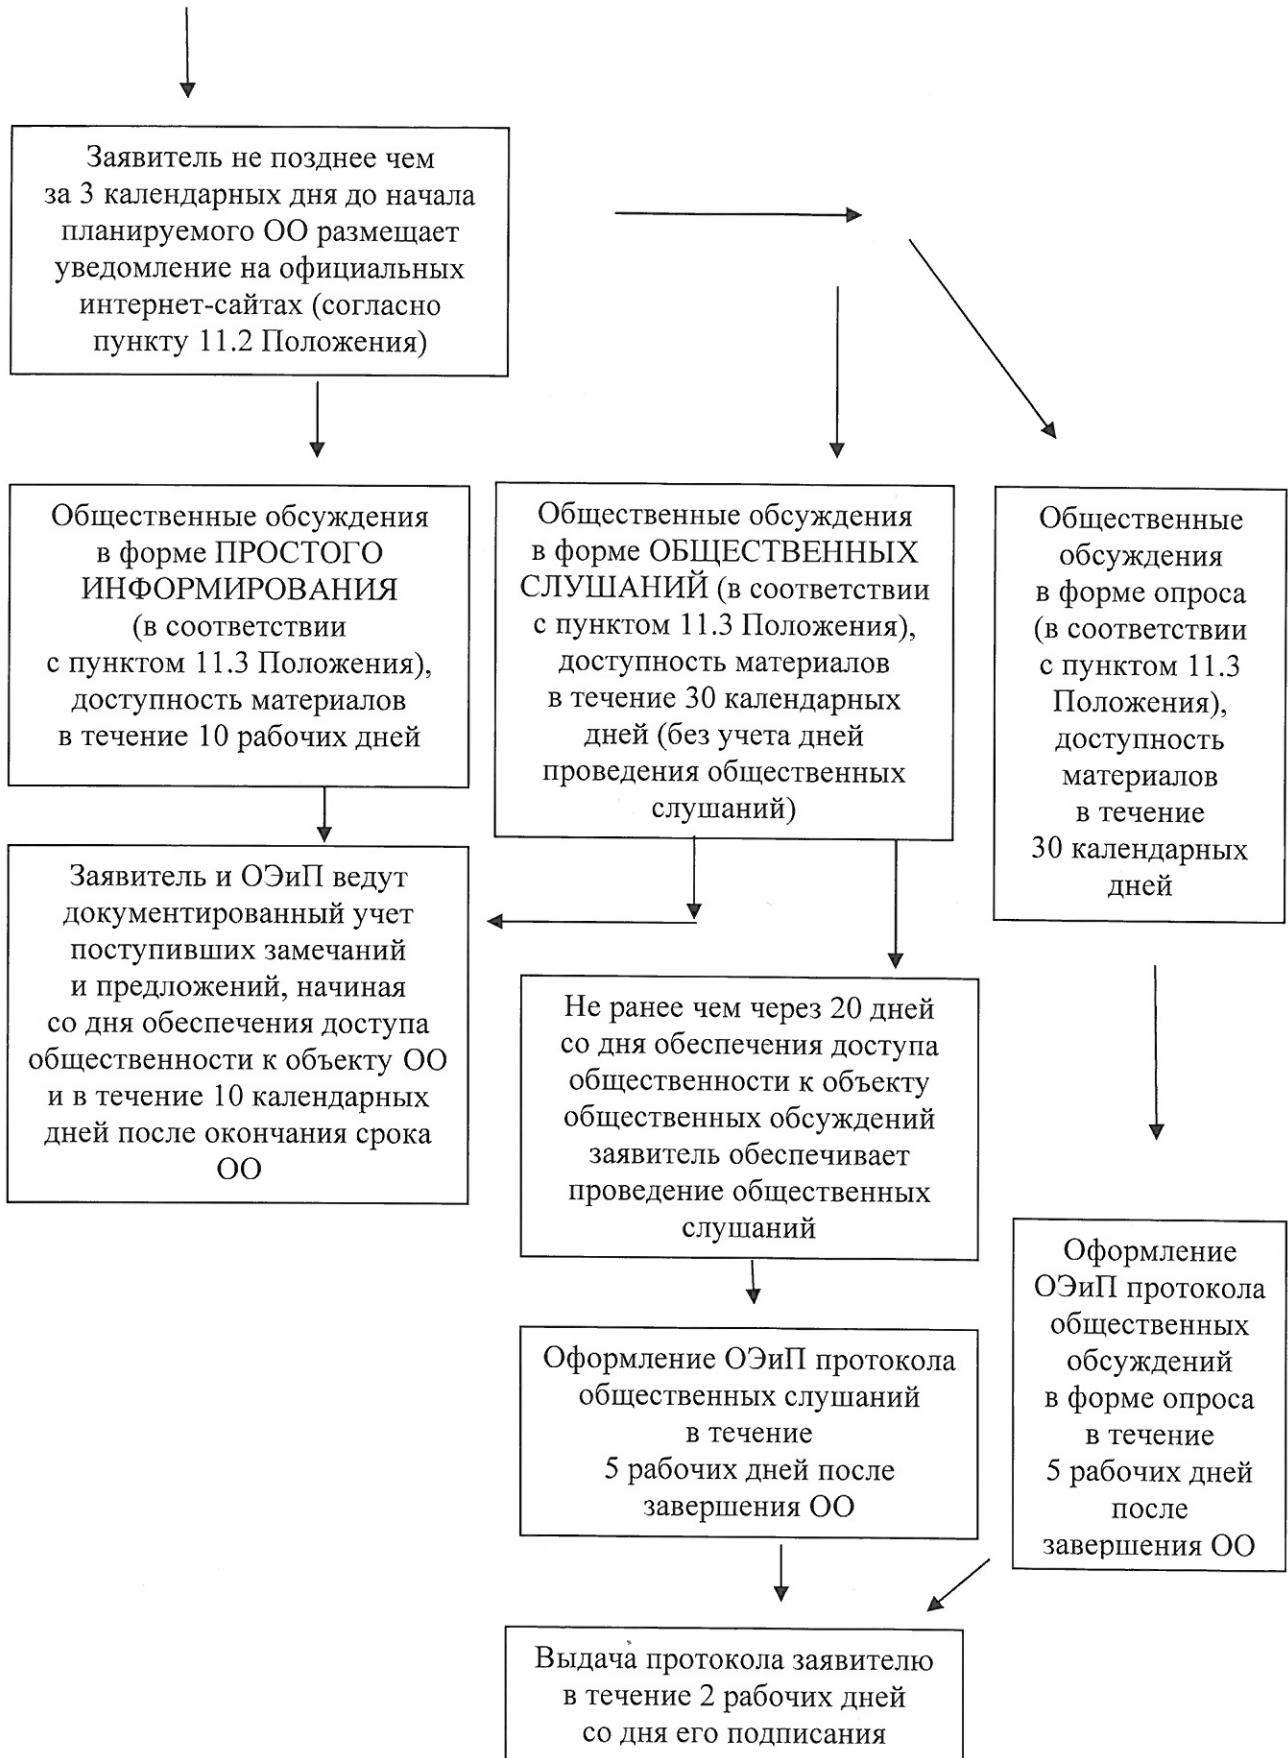 Заявитель не позднее чем
за 3 календарных дня до начала
планируемого ОО размещает
уведомление на официальных
интернет-сайтах (согласно
пункту 11.2 Положения)
Общественные обсуждения
в форме ПРОСТОГО
ИНФОРМИРОВАНИЯ
(в соответствии
с пунктом 11.3 Положения),
доступность материалов
в течение 10 рабочих дней
Общественные обсуждения
в форме ОБЩЕСТВЕННЫХ
СЛУШАНИЙ (в соответствии
с пунктом 11.3 Положения),
доступность материалов
в течение 30 календарных
дней (без учета дней
проведения общественных
слушаний)
Общественные
обсуждения
в форме опроса
(в соответствии
с пунктом 11.3
Положения),
доступность
материалов
в течение
30 календарных
дней
Заявитель и ОЭиП ведут
документированный учет
поступивших замечаний
и предложений, начиная
со дня обеспечения доступа
общественности к объекту ОО
и в течение 10 календарных
дней после окончания срока
ОО
Не ранее чем через 20 дней
со дня обеспечения доступа
общественности к объекту
общественных обсуждений
заявитель обеспечивает
проведение общественных
слушаний
Оформление
ОЭиП протокола
общественных
обсуждений
в форме опроса
в течение
5 рабочих дней
после
завершения ОО
Оформление ОЭиП протокола
общественных слушаний
в течение
5 рабочих дней после
завершения ОО
Выдача протокола заявителю
в течение 2 рабочих дней
со дня его подписания